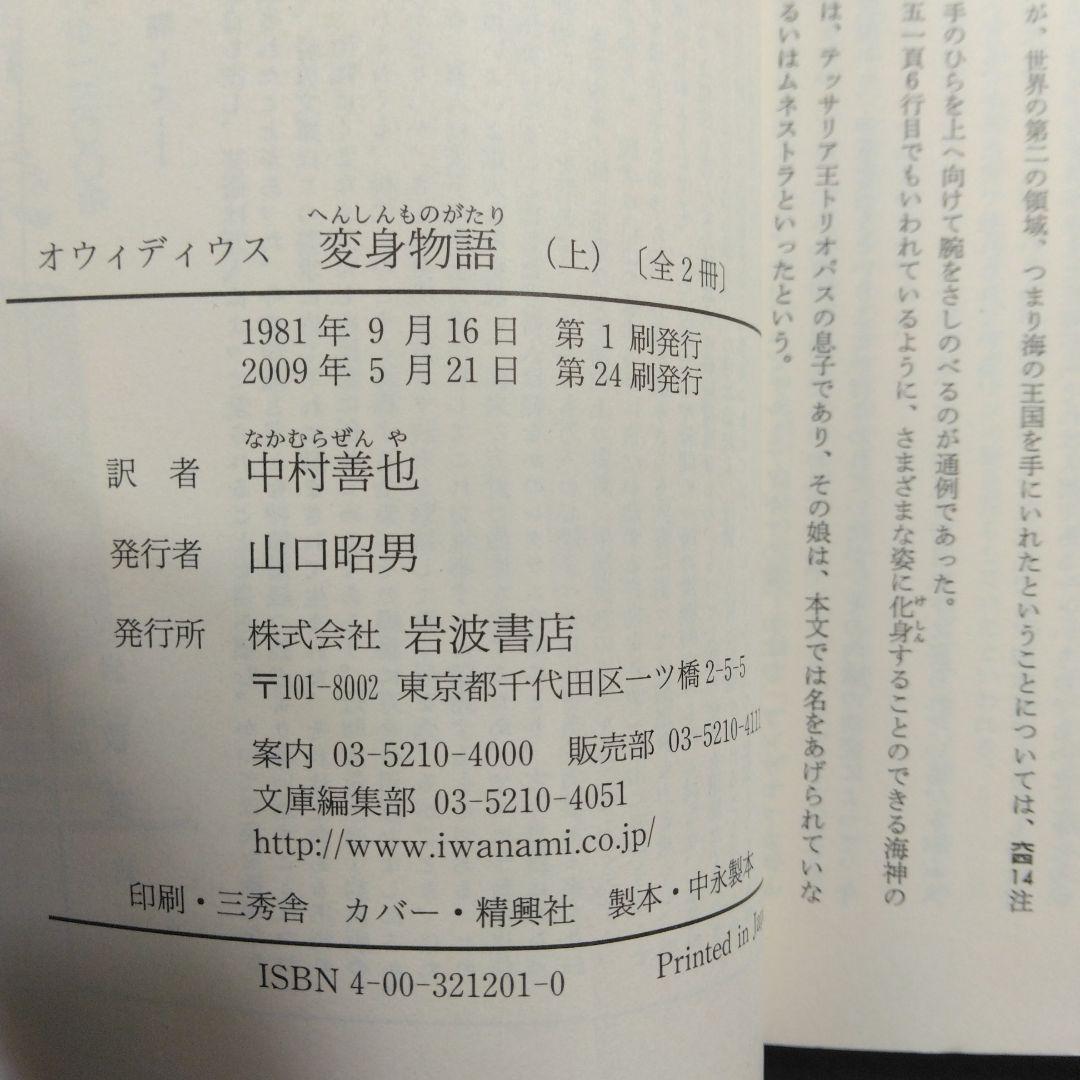 へんしんものがたり
オウィディウス 変身物語 (上) 〔全2冊〕
1981年9月16日 第1刷発行
2009年5月21日 第24刷発行
なかむらぜんや
訳者 中村善也
発行者 山口昭男
発行所 株式会社 岩波書店
〒101-8002 東京都千代田区一ツ橋2-5-5
案内 03-5210-4000 販売部 03-5210-4111
文庫編集部 03-5210-4051
http://www.iwanami.co.jp/
印刷・三秀舎 カバー・精興社 製本・中永製本
ISBN 4-00-321201-0 Printed in
が、世界の第二の領域、つまり海の王国を手にいれたということについては、六四14注
手のひらを上へ向けて腕をさしのべるのが通例であった。
五一頁6行目でもいわれているように、さまざまな姿に化身することのできる海神の
けしん
は、テッサリア王トリオパスの息子であり、その娘は、本文では名をあげられていな
るいはムネストラといったという。